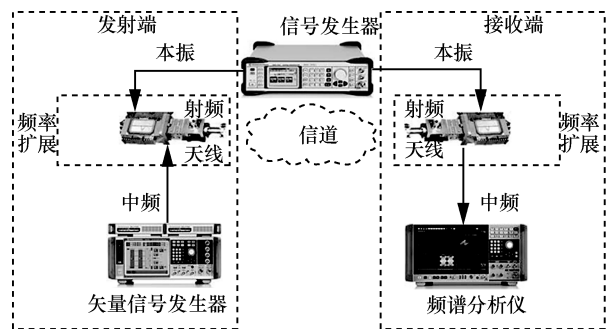 发射端
信号发生器
接收端
本振
本振
频率
扩展
射频
天线
信道
射频
天线
频率
扩展
中频
中频
矢量信号发生器
频谱分析仪